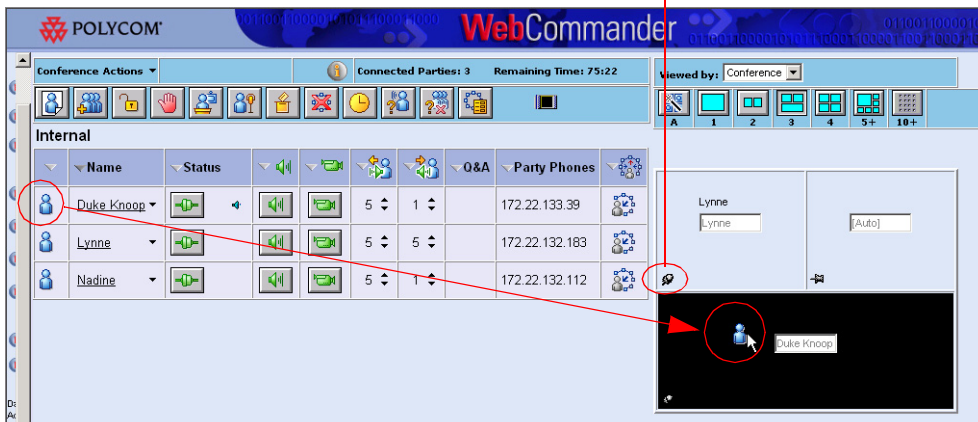 POLYCOM®
WebCommander
Conference Actions
Connected Parties: 3 Remaining Time: 75:22
Viewed by: Conference
A 1 2 3 4 5+ 10+
Internal
Name Status Q&A Party Phones
Duke Knoop 5 1 172.22.133.39
Lynne 5 5 172.22.132.183
Nadine 5 1 172.22.132.112
Lynne
Lynne [Auto]
Duke Knoop